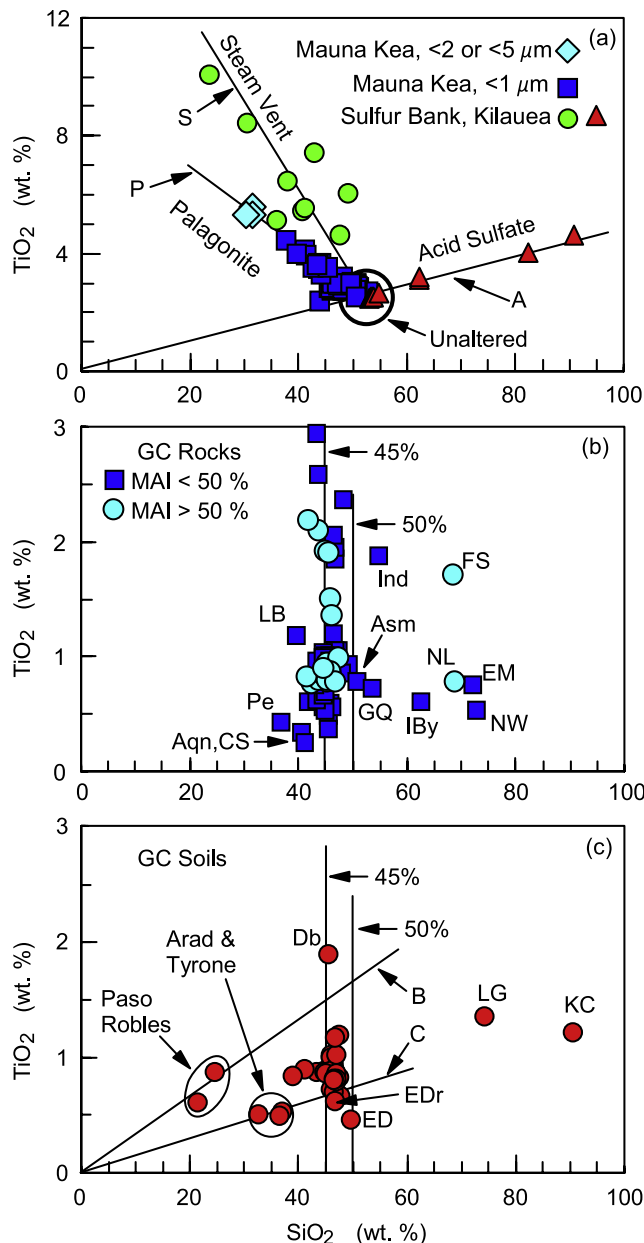 12
(a)
Mauna Kea, <2 or <5 μm
Mauna Kea, <1 μm
Sulfur Bank, Kilauea
Steam Vent
S
8
P
Palagonite
4
Acid Sulfate
A
Unaltered
0
TiO2 (wt. %)
0 20 40 60 80 100
3
(b)
GC Rocks
MAI < 50 %
MAI > 50 %
45%
50%
2
Ind
FS
LB
Asm
1
NL
EM
Pe
GQ
IBy
NW
Aqn,CS
0
TiO2 (wt. %)
0 20 40 60 80 100
3
(c)
GC Soils
45%
50%
Arad &
Tyrone
Db
2
B
Paso
Robles
LG
KC
C
1
EDr
ED
0
TiO2 (wt. %)
0 20 40 60 80 100
SiO2 (wt. %)